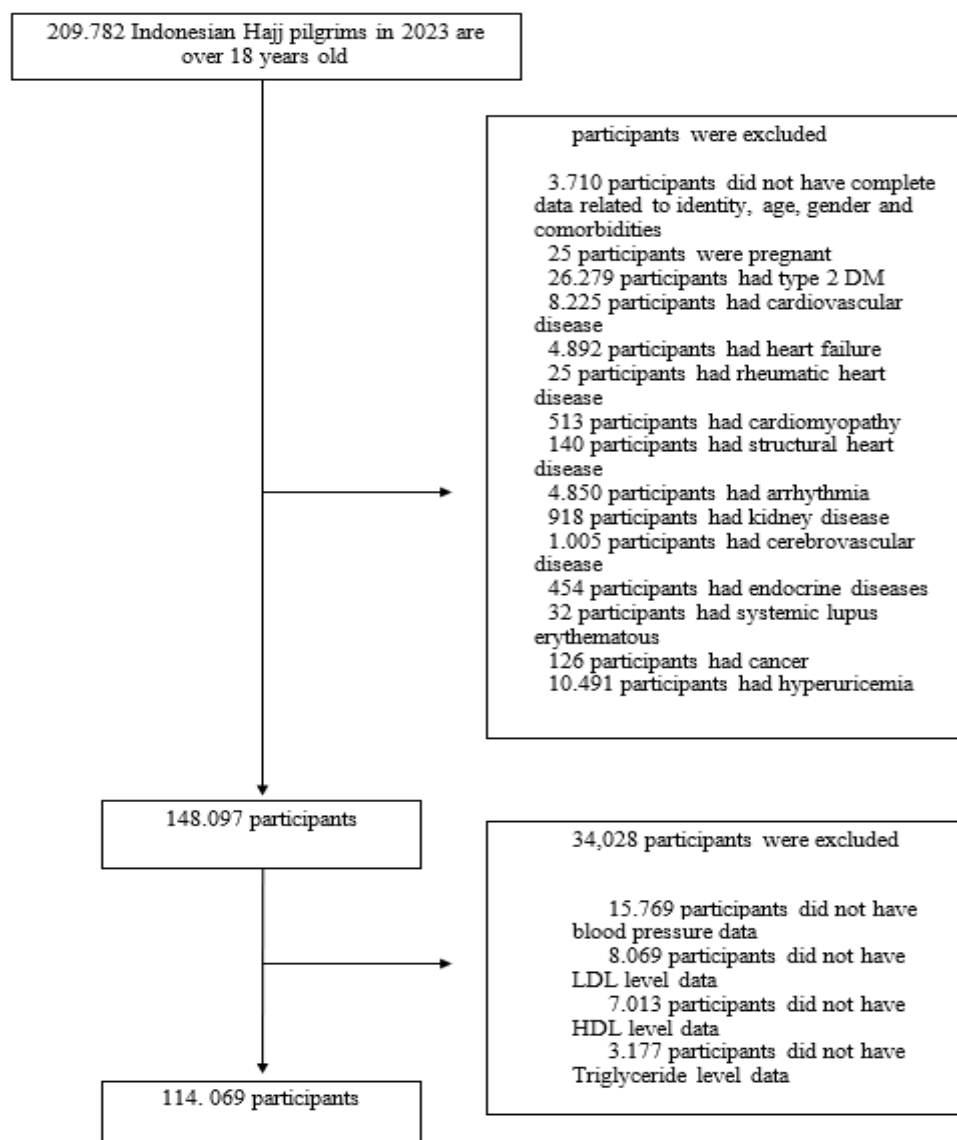 209.782 Indonesian Hajj pilgrims in 2023 are
over 18 years old
participants were excluded
3.710 participants did not have complete
data related to identity, age, gender and
comorbidities
25 participants were pregnant
26.279 participants had type 2 DM
8.225 participants had cardiovascular
disease
4.892 participants had heart failure
25 participants had rheumatic heart
disease
513 participants had cardiomyopathy
140 participants had structural heart
disease
4.850 participants had arrhythmia
918 participants had kidney disease
1.005 participants had cerebrovascular
disease
454 participants had endocrine diseases
32 participants had systemic lupus
erythematous
126 participants had cancer
10.491 participants had hyperuricemia
148.097 participants
34,028 participants were excluded
15.769 participants did not have
blood pressure data
8.069 participants did not have
LDL level data
7.013 participants did not have
HDL level data
3.177 participants did not have
Triglyceride level data
114. 069 participants